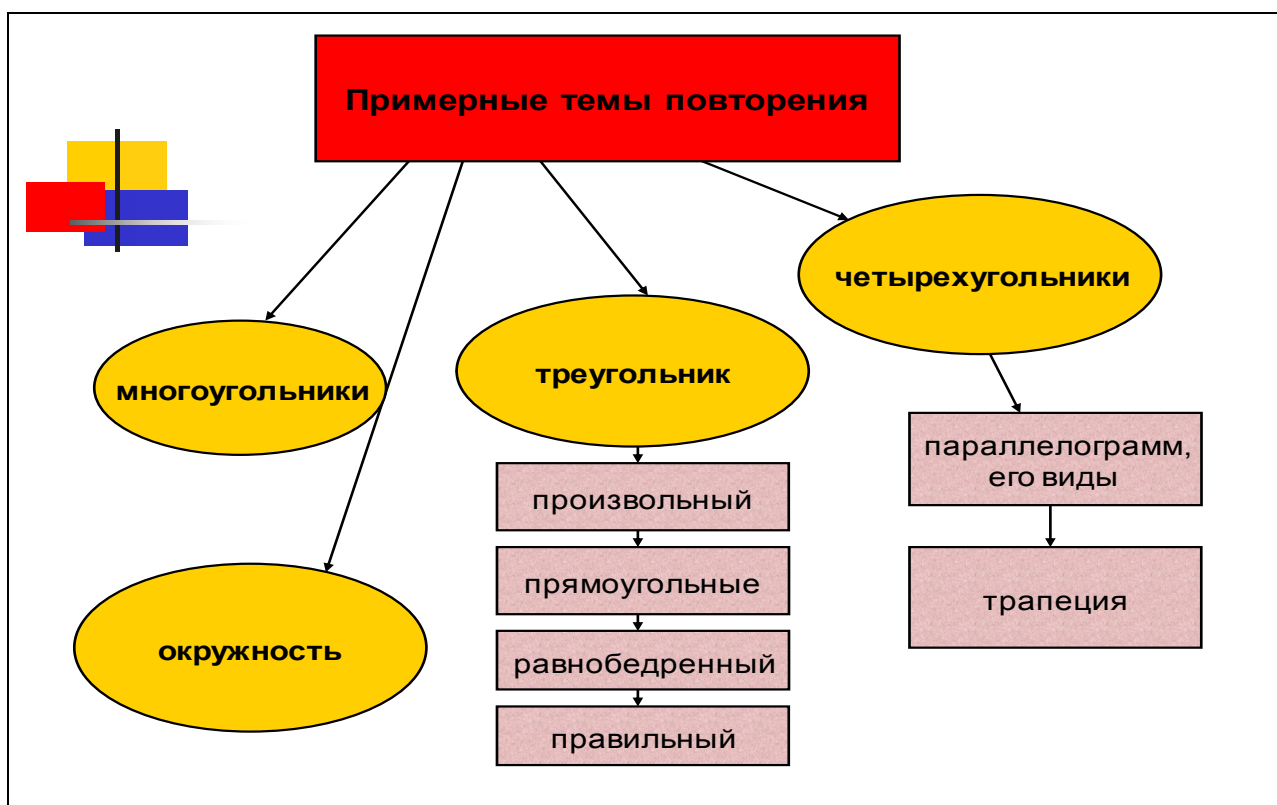 Примерные темы повторения
четырехугольники
многоугольники
треугольник
окружность
произвольный
прямоугольные
равнобедренный
правильный
параллелограмм,
его виды
трапеция